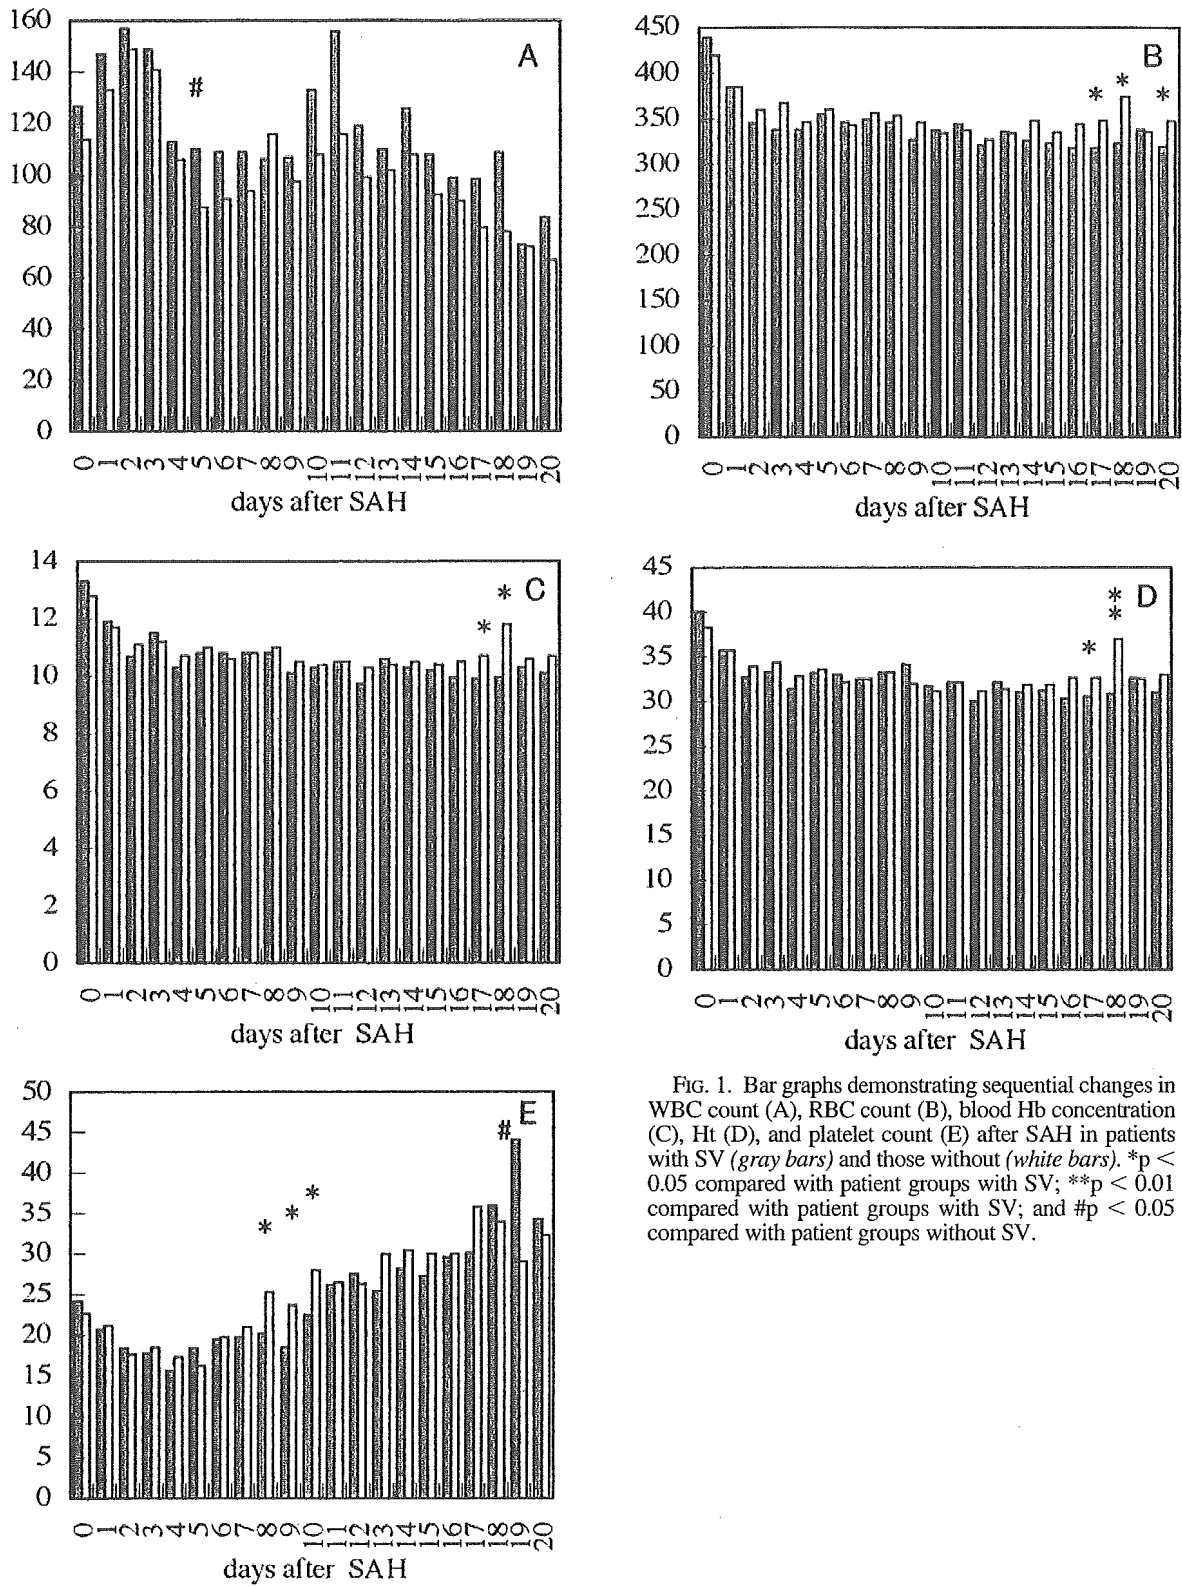 160
140
120
100
80
60
40
20
0
A
#
0 1 2 3 4 5 6 7 8 9 10 11 12 13 14 15 16 17 18 19 20
days after SAH
450
400
350
300
250
200
150
100
50
0
B
* * *
0 1 2 3 4 5 6 7 8 9 10 11 12 13 14 15 16 17 18 19 20
days after SAH
14
12
10
8
6
4
2
0
C
* *
0 1 2 3 4 5 6 7 8 9 10 11 12 13 14 15 16 17 18 19 20
days after SAH
45
40
35
30
25
20
15
10
5
0
D
* **
0 1 2 3 4 5 6 7 8 9 10 11 12 13 14 15 16 17 18 19 20
days after SAH
50
45
40
35
30
25
20
15
10
5
0
E
* * * #
0 1 2 3 4 5 6 7 8 9 10 11 12 13 14 15 16 17 18 19 20
days after SAH
FIG. 1. Bar graphs demonstrating sequential changes in
WBC count (A), RBC count (B), blood Hb concentration
(C), Ht (D), and platelet count (E) after SAH in patients
with SV (gray bars) and those without (white bars). *p <
0.05 compared with patient groups with SV; **p < 0.01
compared with patient groups with SV; and #p < 0.05
compared with patient groups without SV.